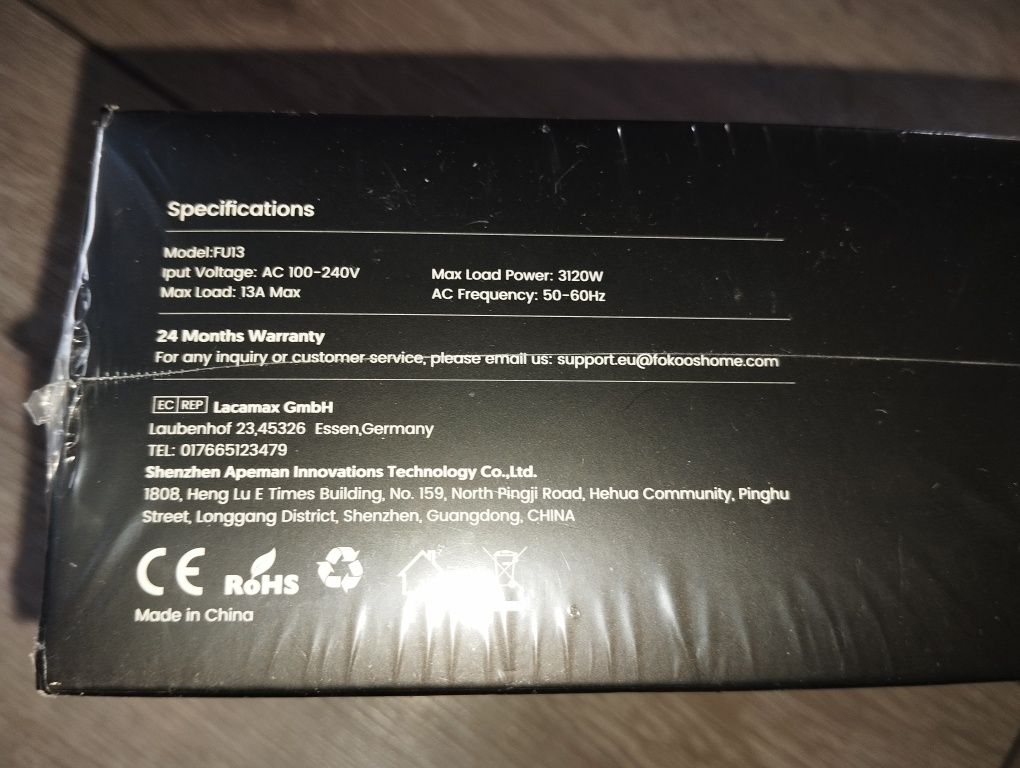 Specifications
Model:FU13
Iput Voltage: AC 100-240V
Max Load: 13A Max
Max Load Power: 3120W
AC Frequency: 50-60Hz
24 Months Warranty
For any inquiry or customer service, please email us: support.eu@fokooshome.com
EC REP Lacamax GmbH
Laubenhof 23,45326 Essen,Germany
TEL: 017665123479
Shenzhen Apeman Innovations Technology Co.,Ltd.
1808, Heng Lu E Times Building, No. 159, North Pingji Road, Hehua Community, Pinghu
Street, Longgang District, Shenzhen, Guangdong, CHINA
CE RoHS
Made in China